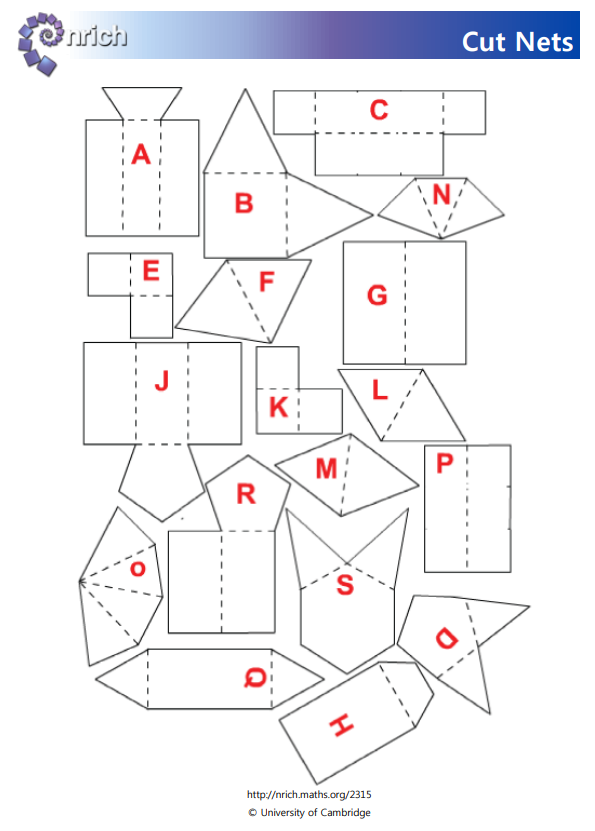 nrich
Cut Nets
A
B
C
N
E
F
G
J
K
L
M
P
R
O
S
D
Q
H
http://nrich.maths.org/2315
© University of Cambridge